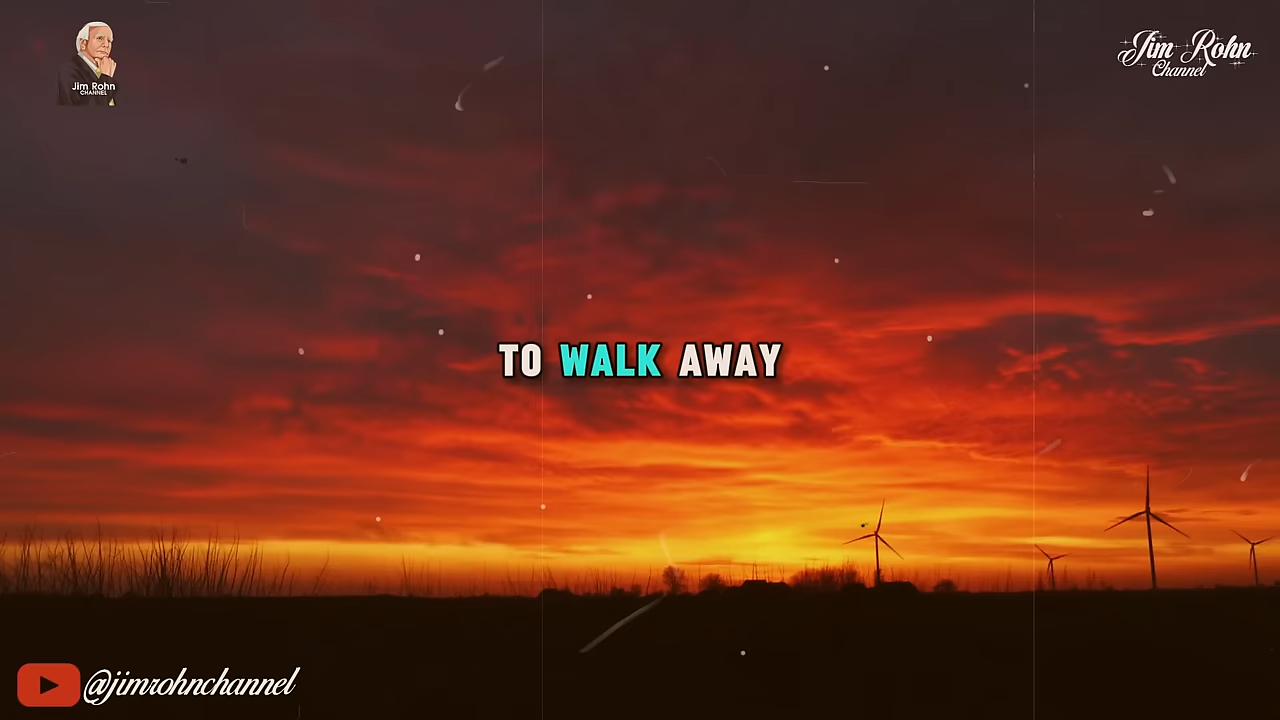 Jim Rohn
CHANNEL
Jim Rohn
Channel
TO WALK AWAY
@jimrohnchannel